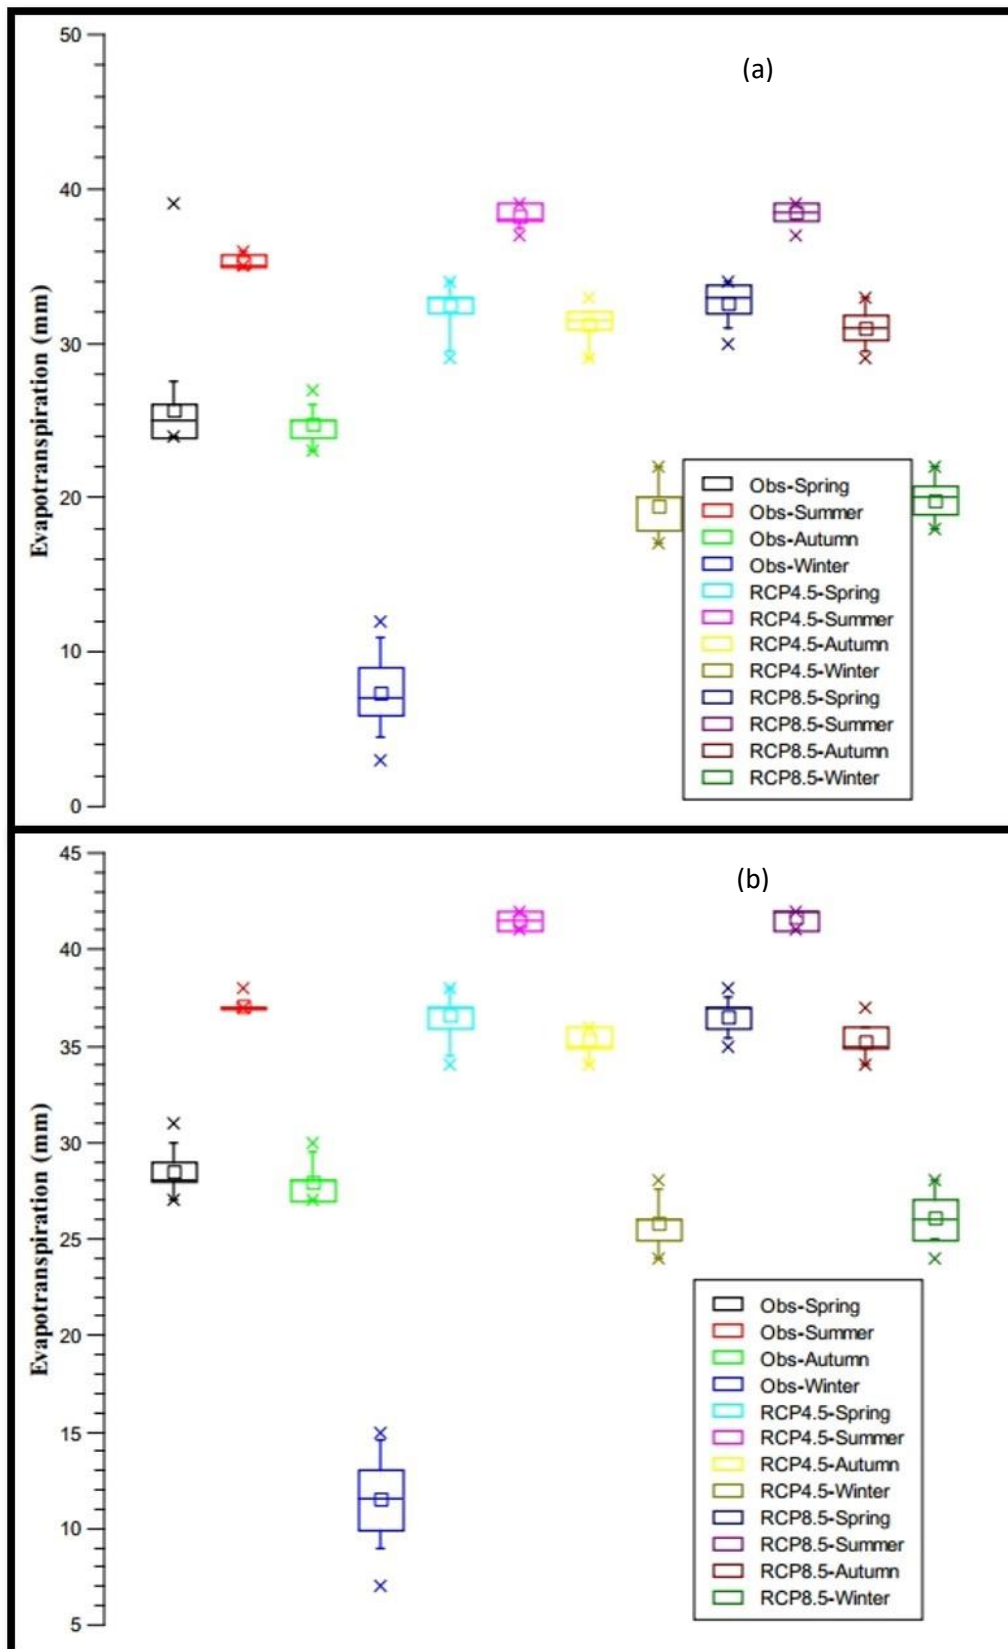 50
(a)
40
30
20
10
0
Evapotranspiration (mm)
Obs-Spring
Obs-Summer
Obs-Autumn
Obs-Winter
RCP4.5-Spring
RCP4.5-Summer
RCP4.5-Autumn
RCP4.5-Winter
RCP8.5-Spring
RCP8.5-Summer
RCP8.5-Autumn
RCP8.5-Winter
45
(b)
40
35
30
25
20
15
10
5
Evapotranspiration (mm)
Obs-Spring
Obs-Summer
Obs-Autumn
Obs-Winter
RCP4.5-Spring
RCP4.5-Summer
RCP4.5-Autumn
RCP4.5-Winter
RCP8.5-Spring
RCP8.5-Summer
RCP8.5-Autumn
RCP8.5-Winter